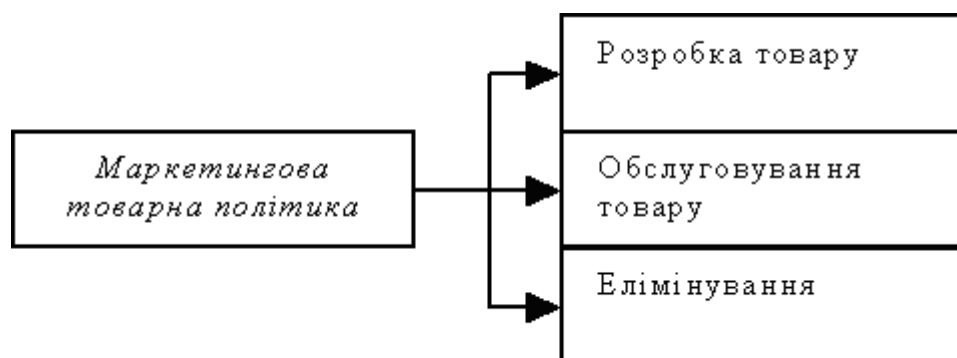 Розробка товару
Маркетингова
товарна політика
Обслуговування
товару
Елімінування